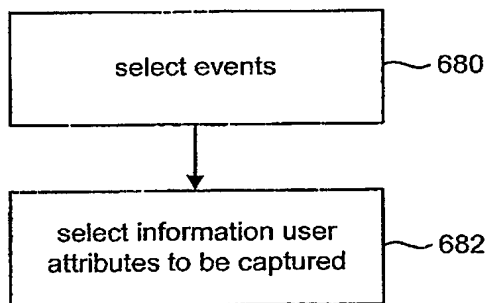 select events
680
select information user
attributes to be captured
682